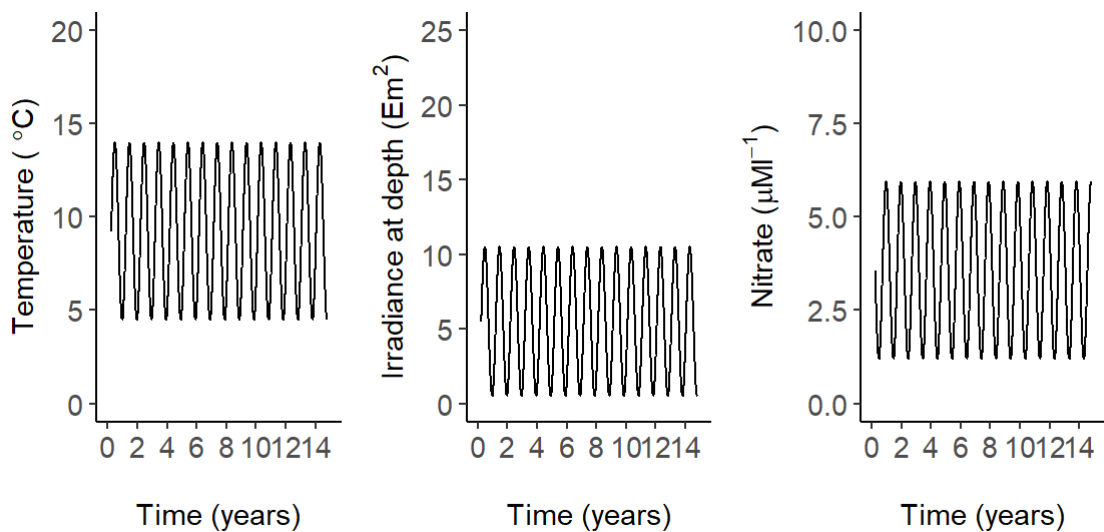 Temperature ( °C)
20
15
10
5
0
0 2 4 6 8 10 12 14
Time (years)
Irradiance at depth (Em²)
25
20
15
10
5
0
0 2 4 6 8 10 12 14
Time (years)
Nitrate (μMl⁻¹)
10.0
7.5
5.0
2.5
0.0
0 2 4 6 8 10 12 14
Time (years)